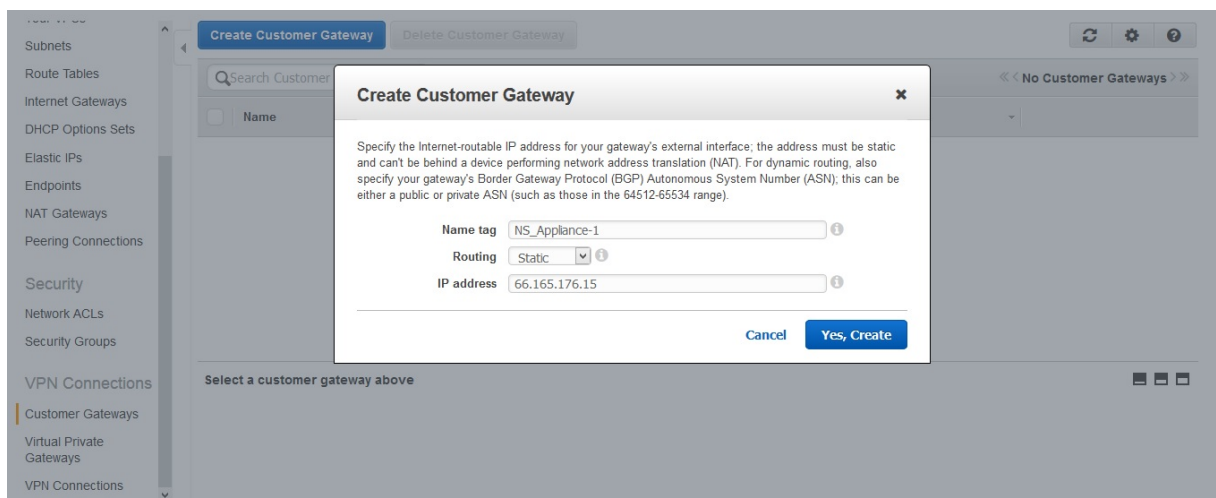 Subnets
Route Tables
Internet Gateways
DHCP Options Sets
Elastic IPs
Endpoints
NAT Gateways
Peering Connections
Security
Network ACLs
Security Groups
VPN Connections
Customer Gateways
Virtual Private
Gateways
VPN Connections
Create Customer Gateway
Delete Customer Gateway
Search Customer
No Customer Gateways
Name
Create Customer Gateway
Specify the Internet-routable IP address for your gateway's external interface; the address must be static
and can't be behind a device performing network address translation (NAT). For dynamic routing, also
specify your gateway's Border Gateway Protocol (BGP) Autonomous System Number (ASN); this can be
either a public or private ASN (such as those in the 64512-65534 range).
Name tag NS_Appliance-1
Routing Static
IP address 66.165.176.15
Cancel Yes, Create
Select a customer gateway above